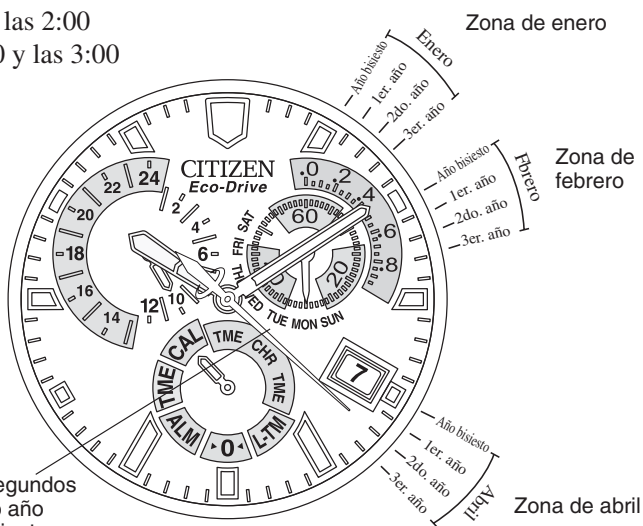 las 2:00
0 y las 3:00
Zona de enero
Enero
Año bisiesto
1er. año
2do. año
3er. año
Zona de
febrero
Fbrero
Año bisiesto
1er. año
2do. año
3er. año
CITIZEN
Eco-Drive
24
22
20
18
16
14
12
10
6
4
2
.0
.2
4
6
8
60
20
SAT
FRI
THU
WED
TUE
MON
SUN
7
CAL
TME
CHR
TME
L-TM
0
ALM
TME
Año bisiesto
1er. año
2do. año
3er. año
Abril
Zona de abril
egundos
o año